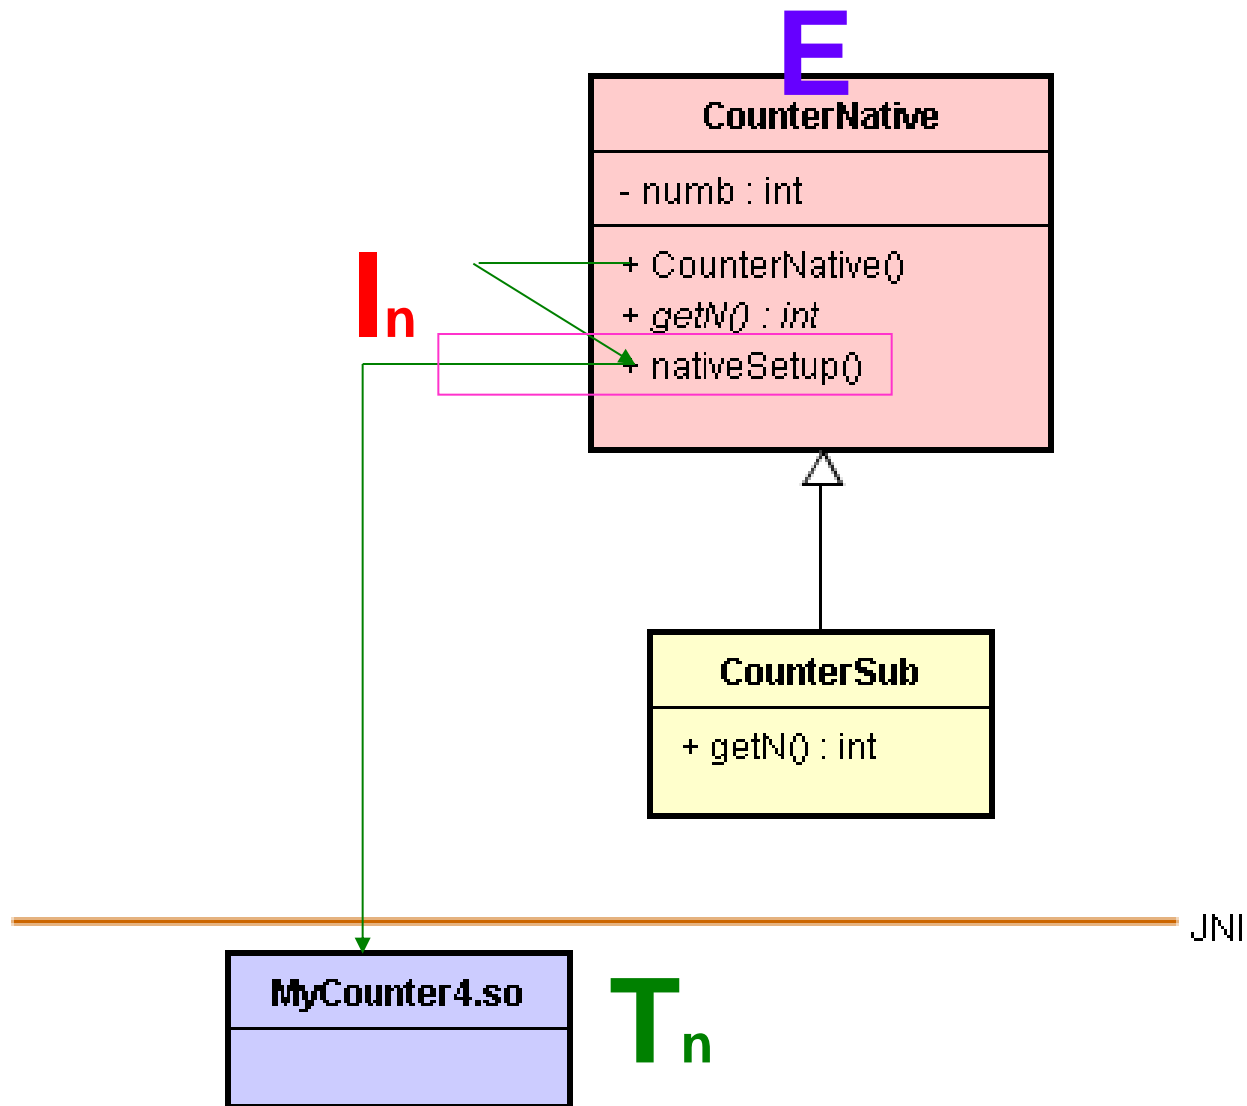 E
CounterNative
- numb : int
+ CounterNative()
+ getN() : int
+ nativeSetup()
In
CounterSub
+ getN() : int
JNI
MyCounter4.so
Tn